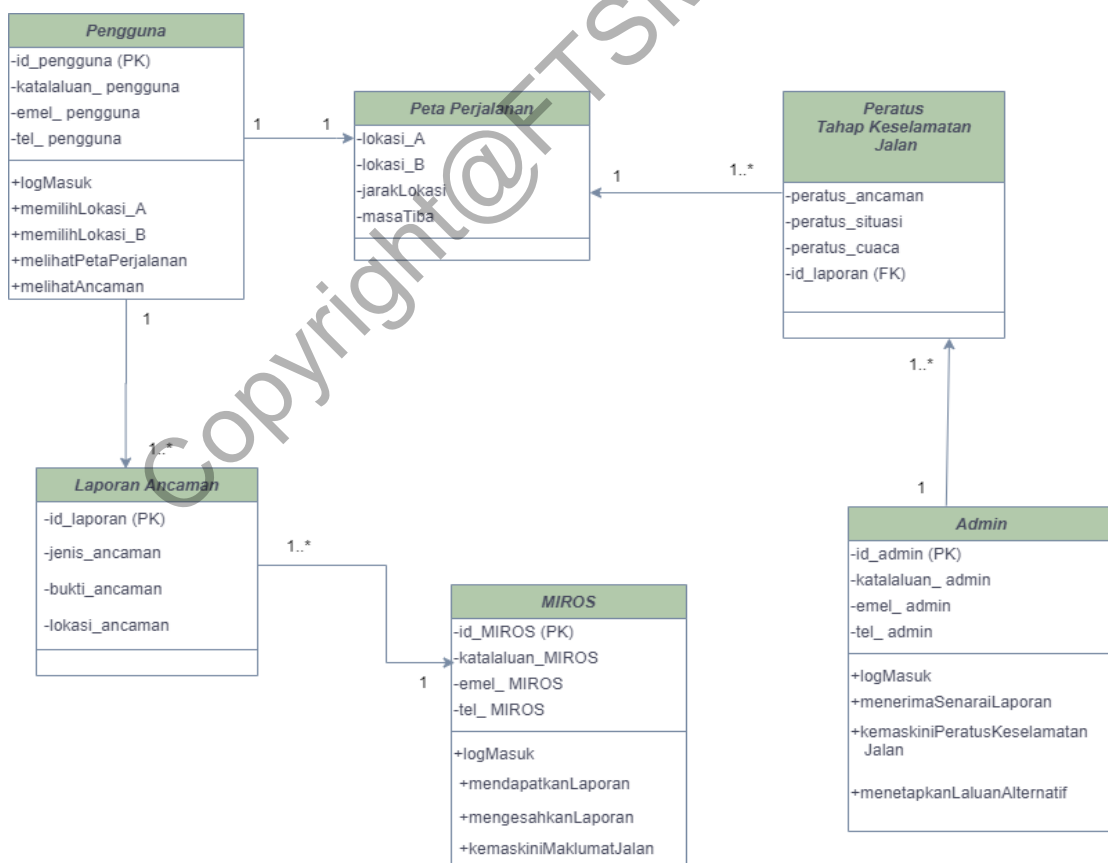 Pengguna
-id_pengguna (PK)
-katalaluan_ pengguna
-emel_ pengguna
-tel_ pengguna
+logMasuk
+memilihLokasi_A
+memilihLokasi_B
+melihatPetaPerjalanan
+melihatAncaman
1
1
Peta Perjalanan
-lokasi_A
-lokasi_B
-jarakLokasi
-masaTiba
1
1..*
Peratus
Tahap Keselamatan
Jalan
-peratus_ancaman
-peratus_situasi
-peratus_cuaca
-id_laporan (FK)
1
1..*
Laporan Ancaman
-id_laporan (PK)
-jenis_ancaman
-bukti_ancaman
-lokasi_ancaman
1..*
1
MIROS
-id_MIROS (PK)
-katalaluan_MIROS
-emel_ MIROS
-tel_ MIROS
+logMasuk
+mendapatkanLaporan
+mengesahkanLaporan
+kemaskiniMaklumatJalan
1..*
1
Admin
-id_admin (PK)
-katalaluan_ admin
-emel_ admin
-tel_ admin
+logMasuk
+menerimaSenaraiLaporan
+kemaskiniPeratusKeselamatan
Jalan
+menetapkanLaluanAlternatif